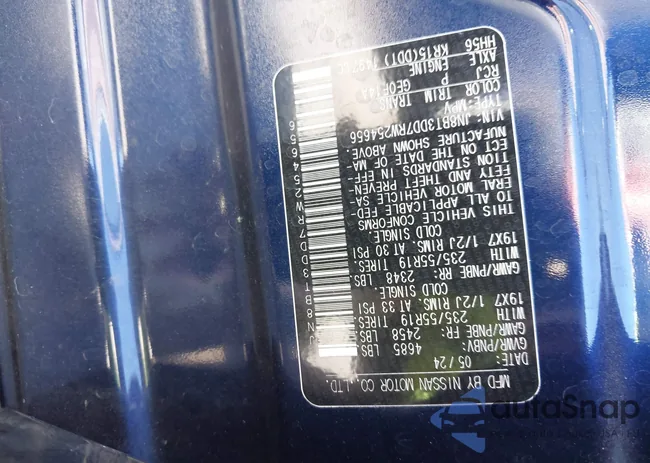 MFD BY NISSAN MOTOR CO., LTD.
DATE: 05/24
GVWR/PNBV: 4685 LBS
GAWR/PNBE FR: 2458 LBS
WITH 235/55R19 TIRES,
19X7 1/2J RIMS. AT 33 PSI
COLD SINGLE.
GAWR/PNBE RR: 2348 LBS
WITH 235/55R19 TIRES,
19X7 1/2J RIMS. AT 30 PSI
COLD SINGLE.
THIS VEHICLE CONFORMS
TO ALL APPLICABLE FED-
ERAL MOTOR VEHICLE SA-
FETY AND THEFT PREVEN-
TION STANDARDS IN EFF-
ECT ON THE DATE OF MA-
NUFACTURE SHOWN ABOVE
VIN: JN8BT3DD7RW254656
TYPE: MPV
COLOR TRIM TRANS
RCJ P GE0F14A
AXLE ENGINE
HH56 KR15(DDT) 1497CC
JN8BT3DD7RW254656
autoSnap